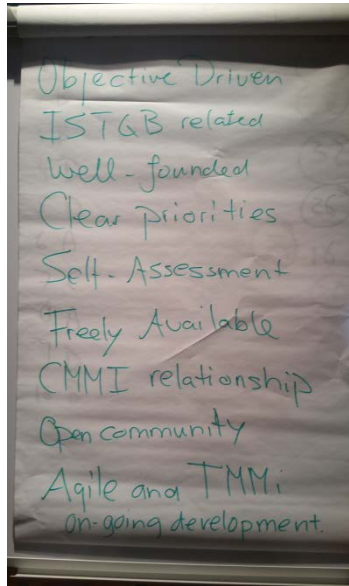 Objective Driven
ISTQB related
Well-founded
Clear priorities
Self-Assessment
Freely Available
CMMI relationship
Open community
Agile and TMMi
on-going development.